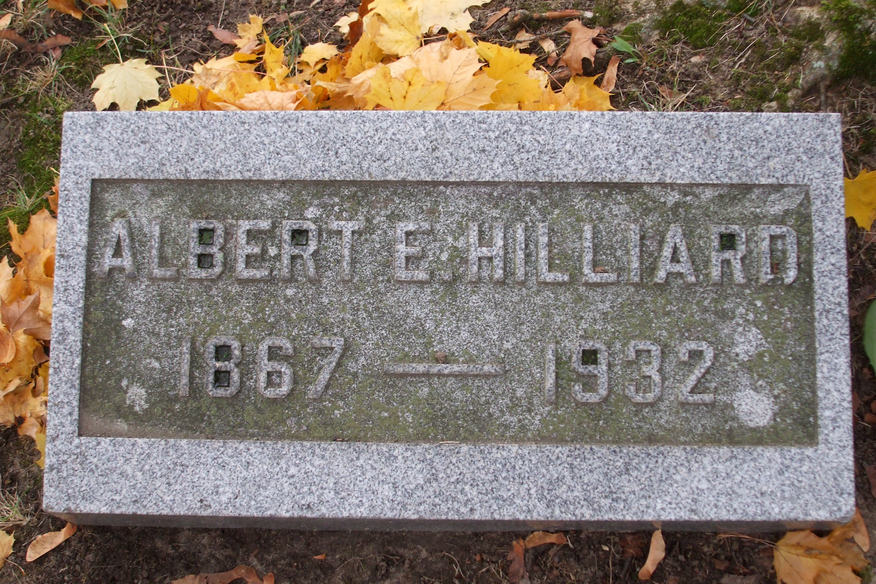 ALBERT E. HILLIARD,
1867 — 1932